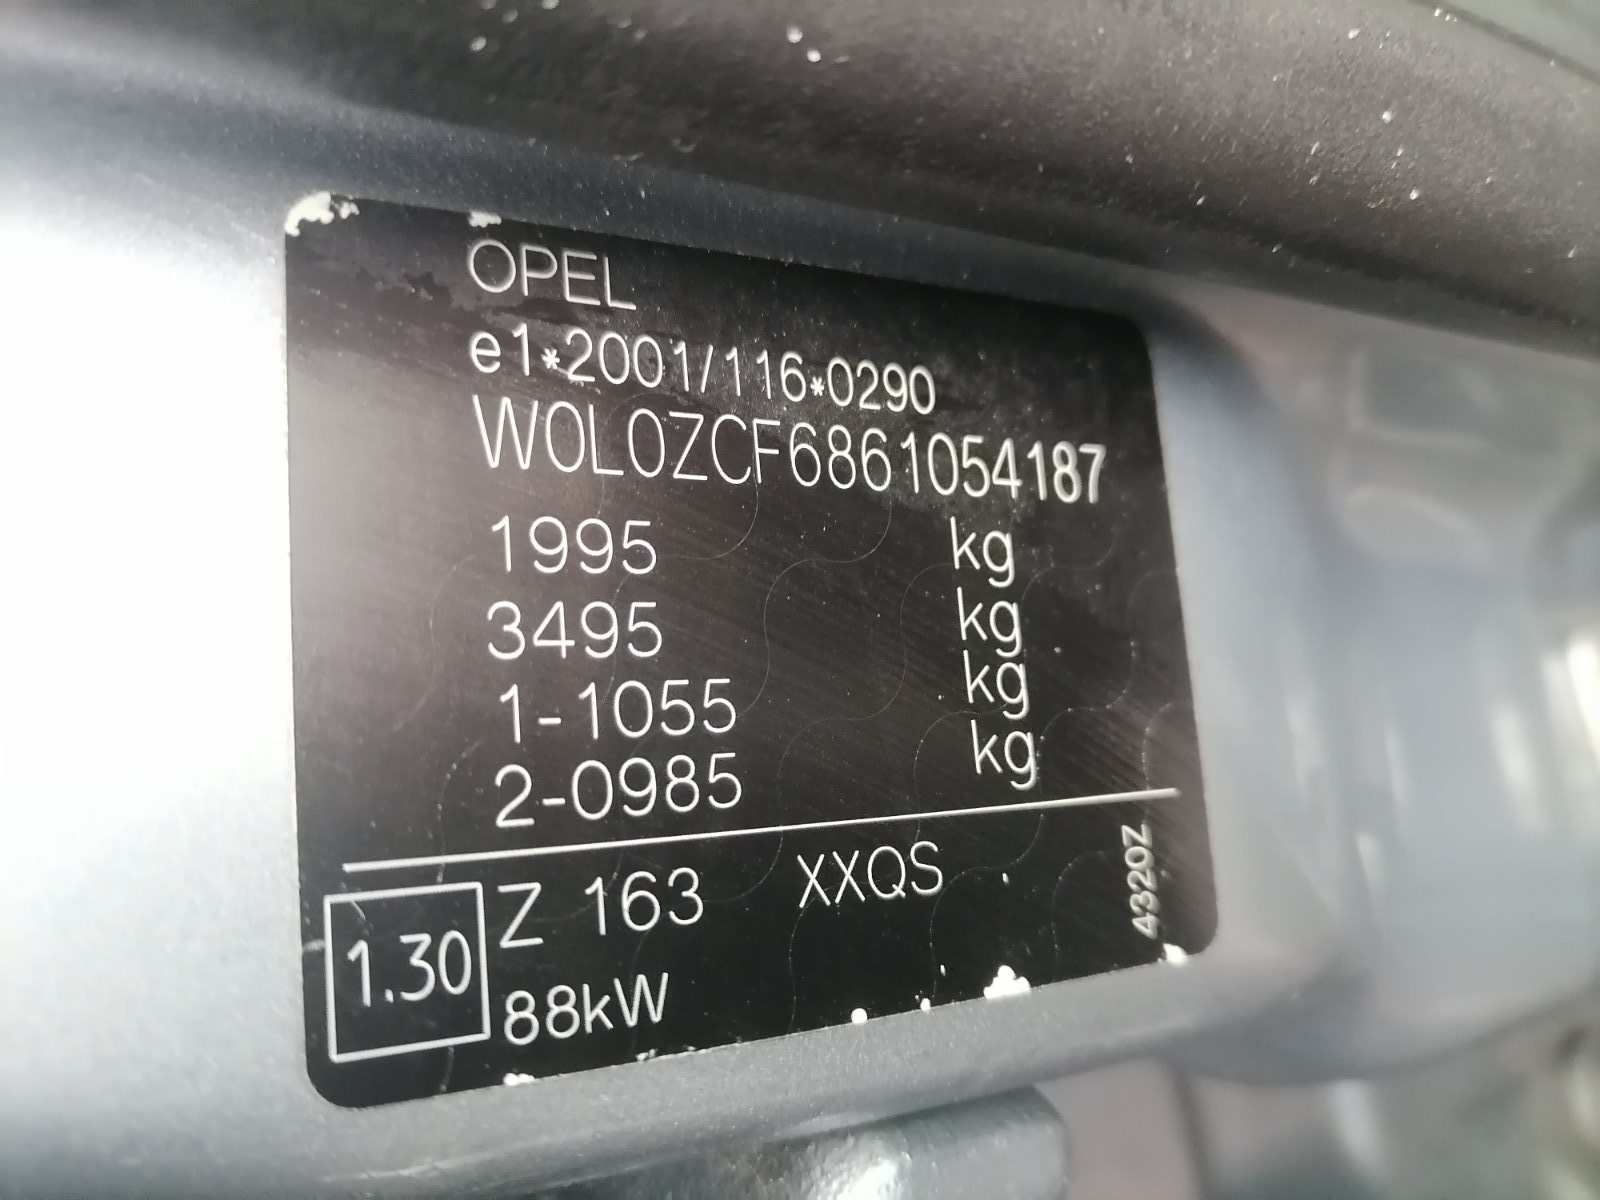 OPEL
e1*2001/116*0290
W0L0ZCF6861054187
1995 kg
3495 kg
1-1055 kg
2-0985 kg
1.30 Z 163 XXQS
88kW
4320Z